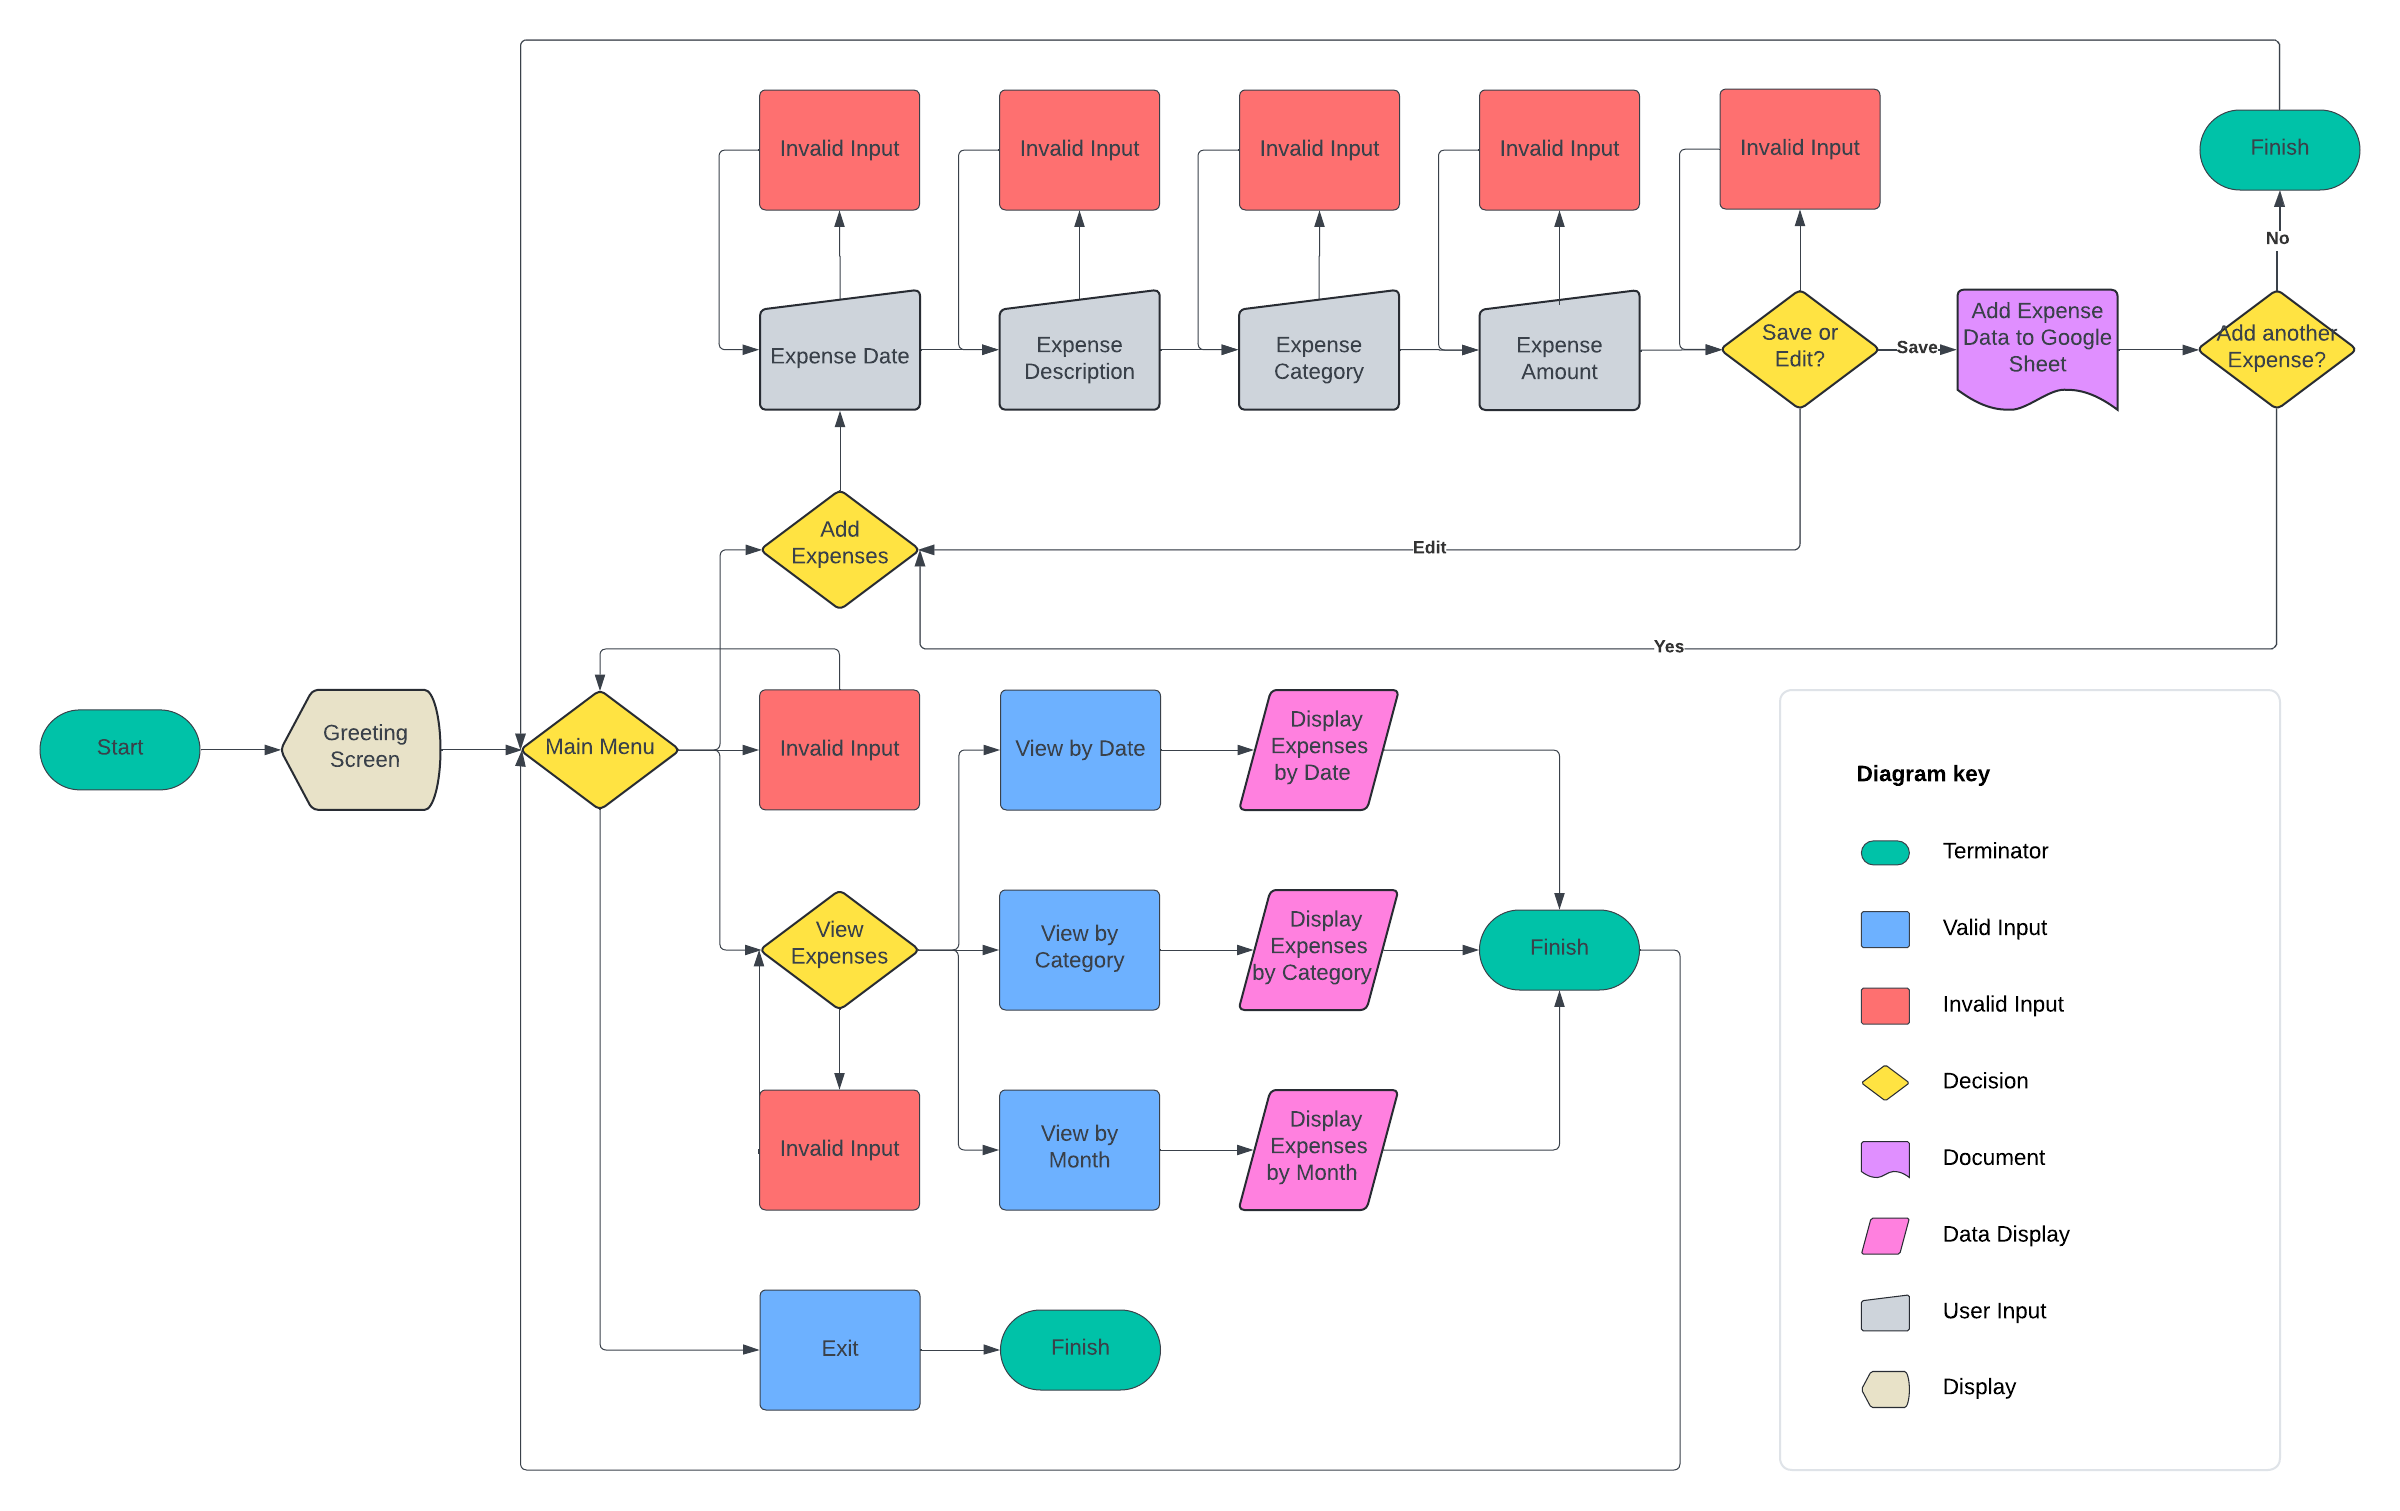 Invalid Input
Invalid Input
Invalid Input
Invalid Input
Invalid Input
Finish
No
Expense Date
Expense
Description
Expense
Category
Expense
Amount
Save or
Edit?
Save
Add Expense
Data to Google
Sheet
Add another
Expense?
Add
Expenses
Edit
Yes
Start
Greeting
Screen
Main Menu
Invalid Input
View by Date
Display
Expenses
by Date
View
Expenses
View by
Category
Display
Expenses
by Category
Finish
Invalid Input
View by
Month
Display
Expenses
by Month
Exit
Finish
Diagram key
Terminator
Valid Input
Invalid Input
Decision
Document
Data Display
User Input
Display